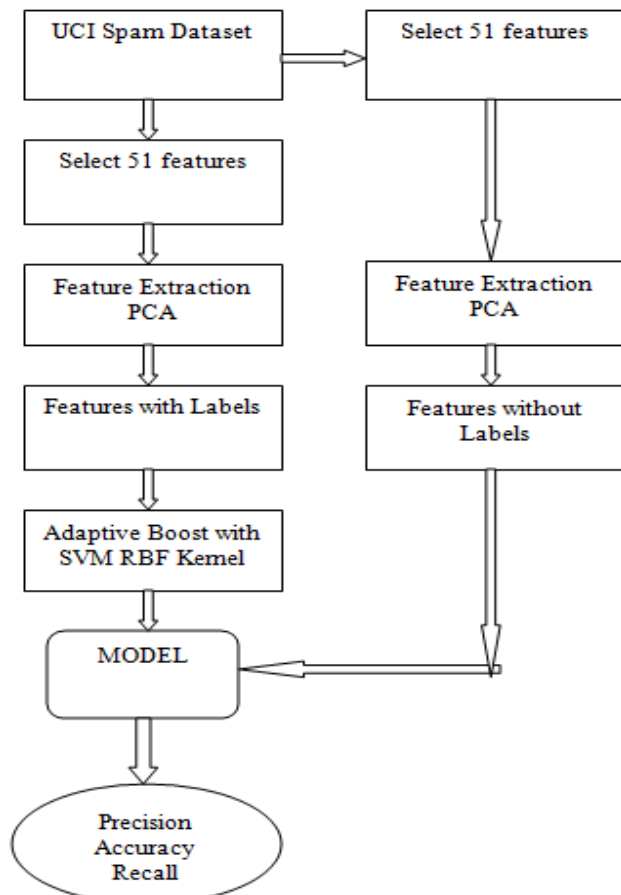 UCI Spam Dataset
Select 51 features
Select 51 features
Feature Extraction
PCA
Feature Extraction
PCA
Features with Labels
Features without
Labels
Adaptive Boost with
SVM RBF Kernel
MODEL
Precision
Accuracy
Recall